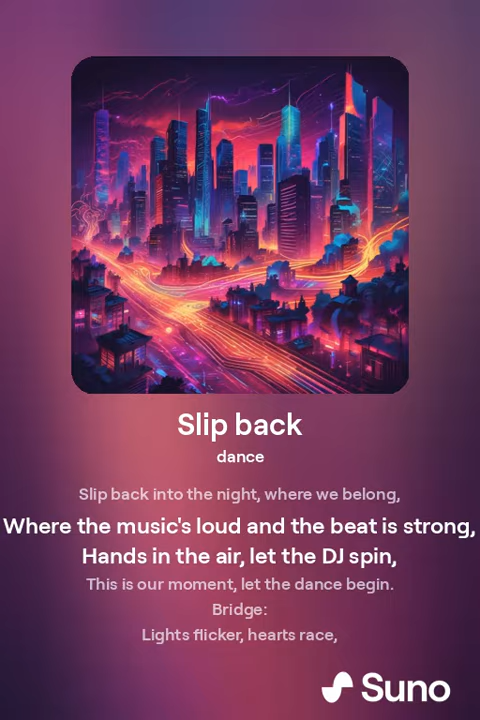 Slip back
dance
Slip back into the night, where we belong,
Where the music's loud and the beat is strong,
Hands in the air, let the DJ spin,
This is our moment, let the dance begin.
Bridge:
Lights flicker, hearts race,
Suno